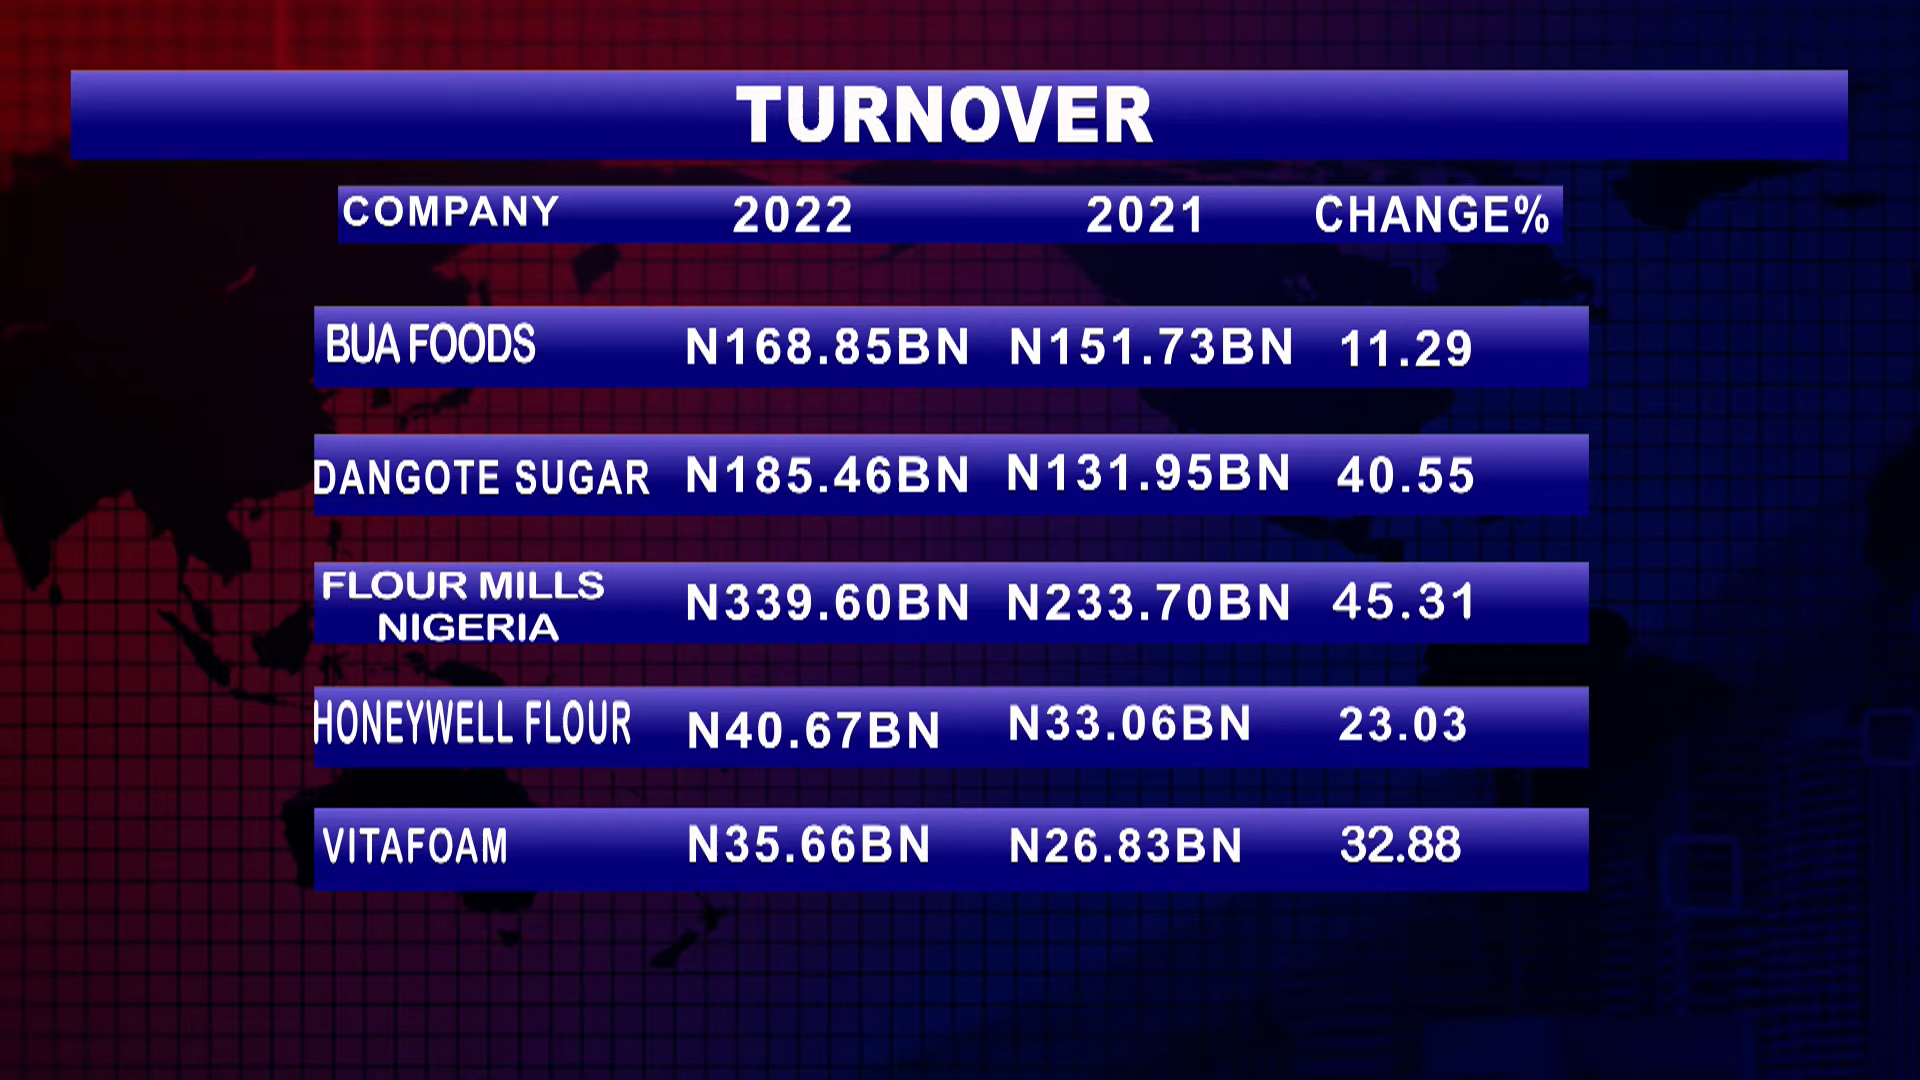 TURNOVER
COMPANY 2022 2021 CHANGE%
BUA FOODS N168.85BN N151.73BN 11.29
DANGOTE SUGAR N185.46BN N131.95BN 40.55
FLOUR MILLS
NIGERIA N339.60BN N233.70BN 45.31
HONEYWELL FLOUR N40.67BN N33.06BN 23.03
VITAFOAM N35.66BN N26.83BN 32.88